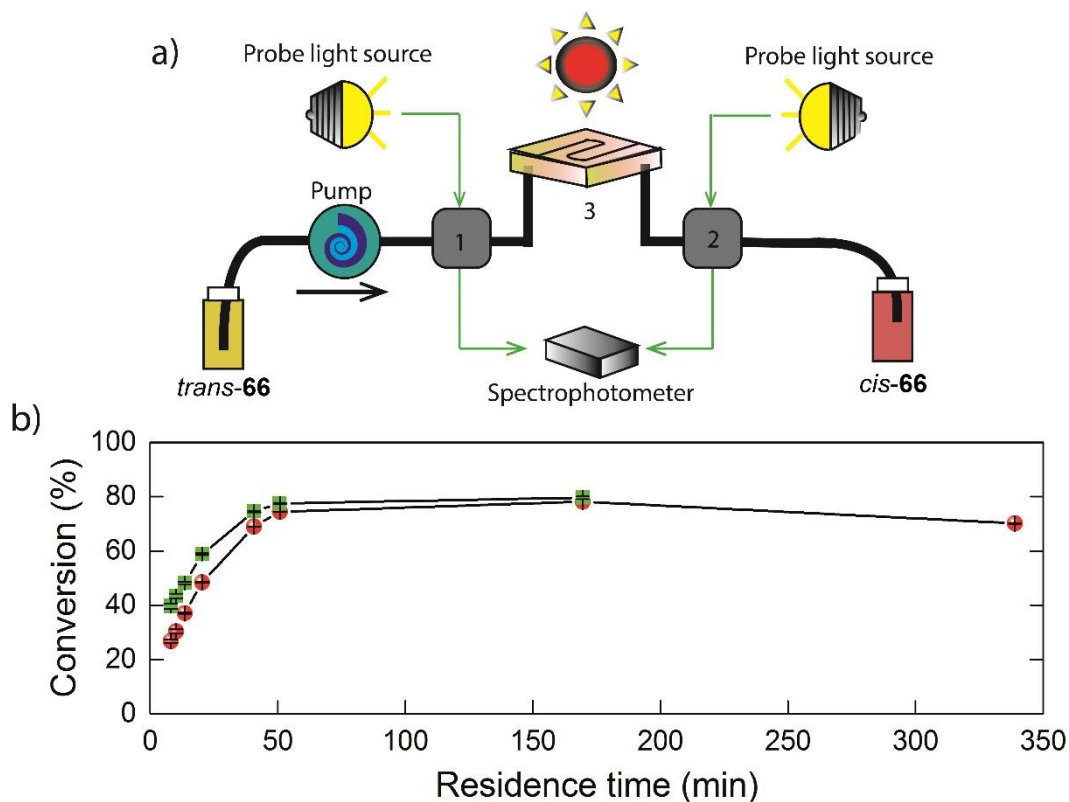 a)
Probe light source
Probe light source
Pump
1
3
2
trans-66
Spectrophotometer
cis-66
b)
Conversion (%)
100
80
60
40
20
0
0 50 100 150 200 250 300 350
Residence time (min)